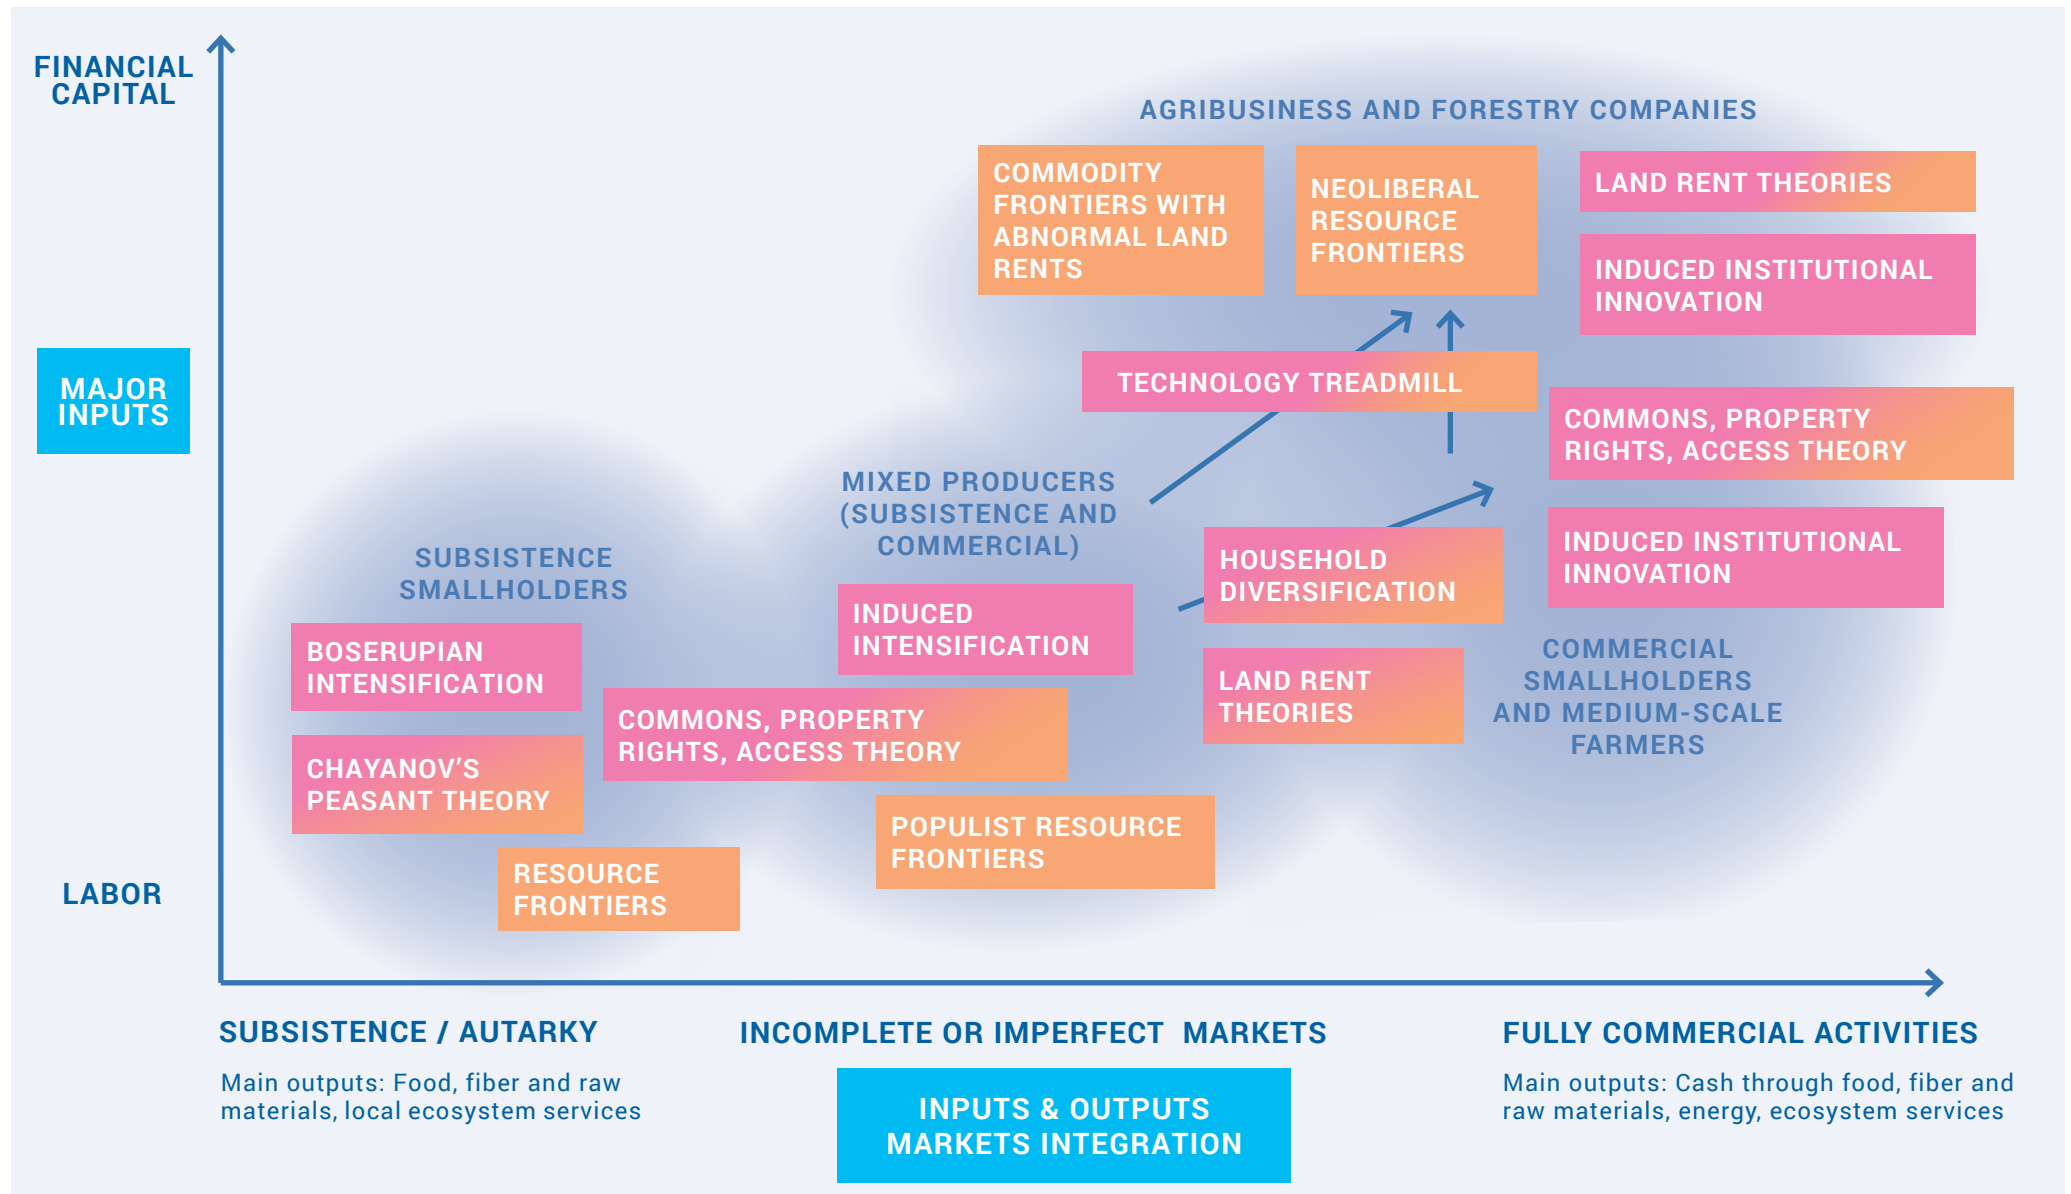 FINANCIAL
CAPITAL
MAJOR
INPUTS
LABOR
AGRIBUSINESS AND FORESTRY COMPANIES
COMMODITY
FRONTIERS WITH
ABNORMAL LAND
RENTS
NEOLIBERAL
RESOURCE
FRONTIERS
LAND RENT THEORIES
INDUCED INSTITUTIONAL
INNOVATION
TECHNOLOGY TREADMILL
COMMONS, PROPERTY
RIGHTS, ACCESS THEORY
INDUCED INSTITUTIONAL
INNOVATION
MIXED PRODUCERS
(SUBSISTENCE AND
COMMERCIAL)
HOUSEHOLD
DIVERSIFICATION
INDUCED
INTENSIFICATION
LAND RENT
THEORIES
COMMERCIAL
SMALLHOLDERS
AND MEDIUM-SCALE
FARMERS
SUBSISTENCE
SMALLHOLDERS
BOSERUPIAN
INTENSIFICATION
COMMONS, PROPERTY
RIGHTS, ACCESS THEORY
CHAYANOV’S
PEASANT THEORY
POPULIST RESOURCE
FRONTIERS
RESOURCE
FRONTIERS
SUBSISTENCE / AUTARKY
Main outputs: Food, fiber and raw
materials, local ecosystem services
INCOMPLETE OR IMPERFECT MARKETS
INPUTS & OUTPUTS
MARKETS INTEGRATION
FULLY COMMERCIAL ACTIVITIES
Main outputs: Cash through food, fiber and
raw materials, energy, ecosystem services